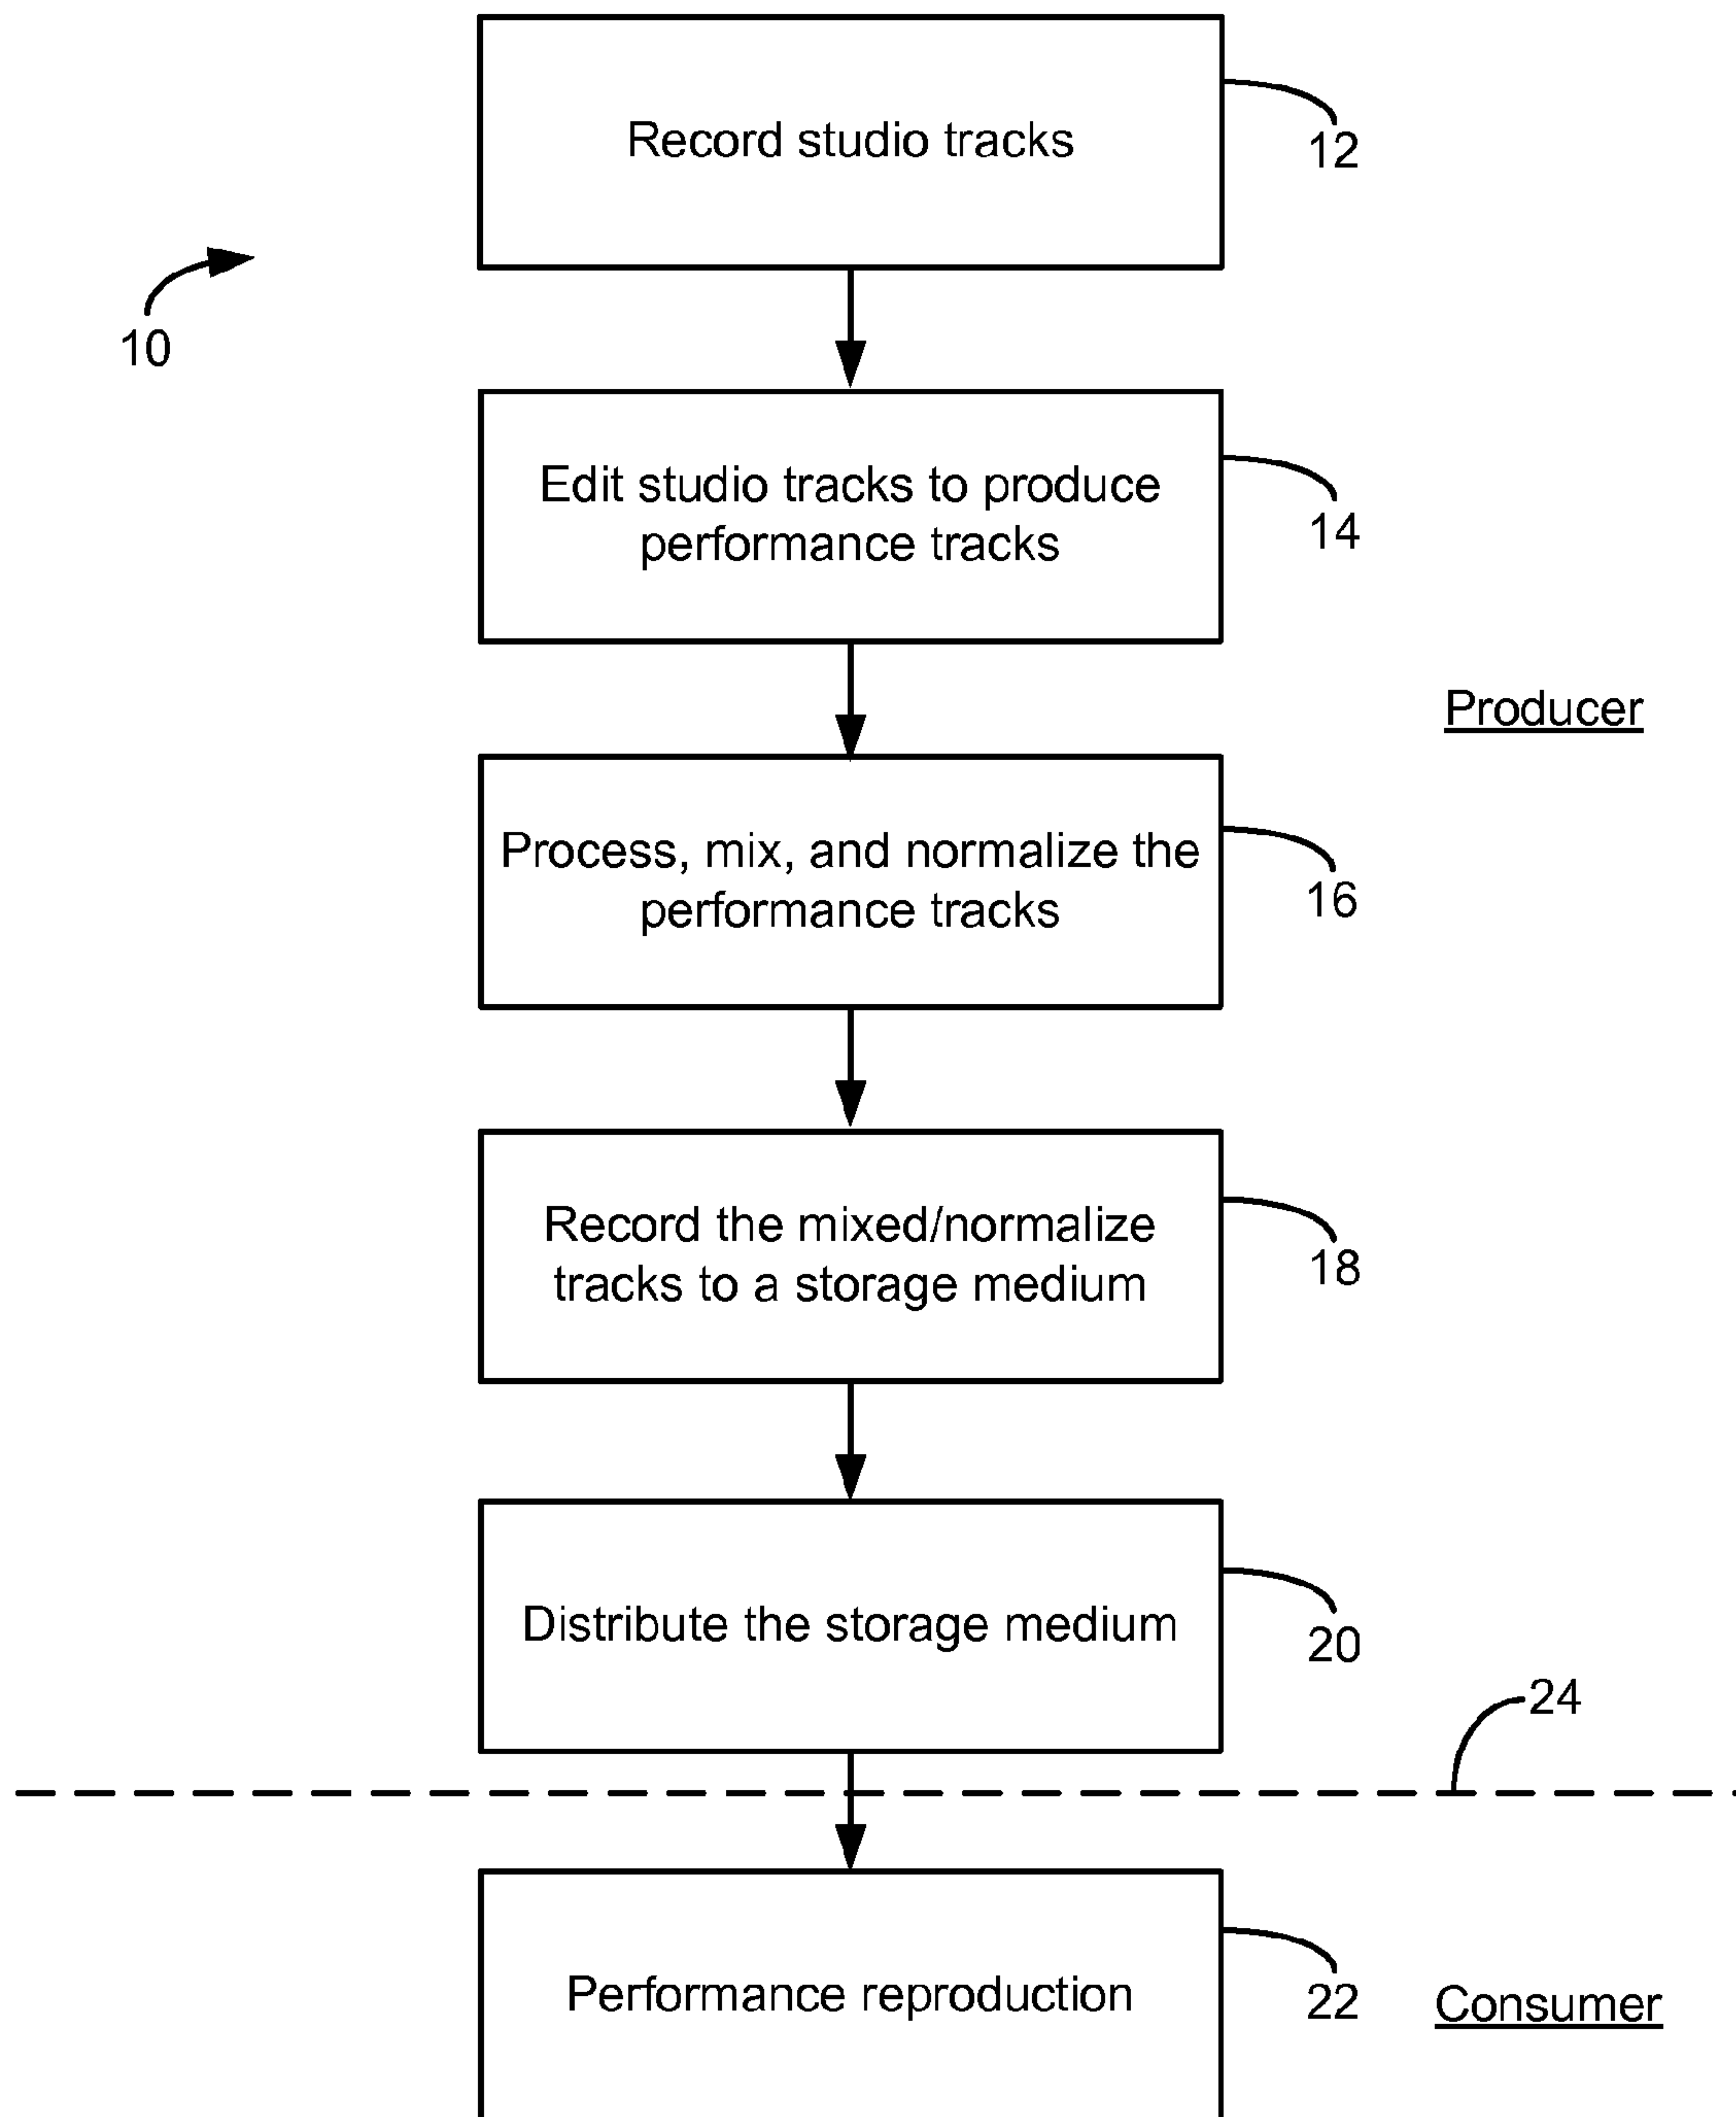 Record studio tracks
12
10
Edit studio tracks to produce
performance tracks
14
Producer
Process, mix, and normalize the
performance tracks
16
Record the mixed/normalize
tracks to a storage medium
18
Distribute the storage medium
20
24
Performance reproduction
22
Consumer